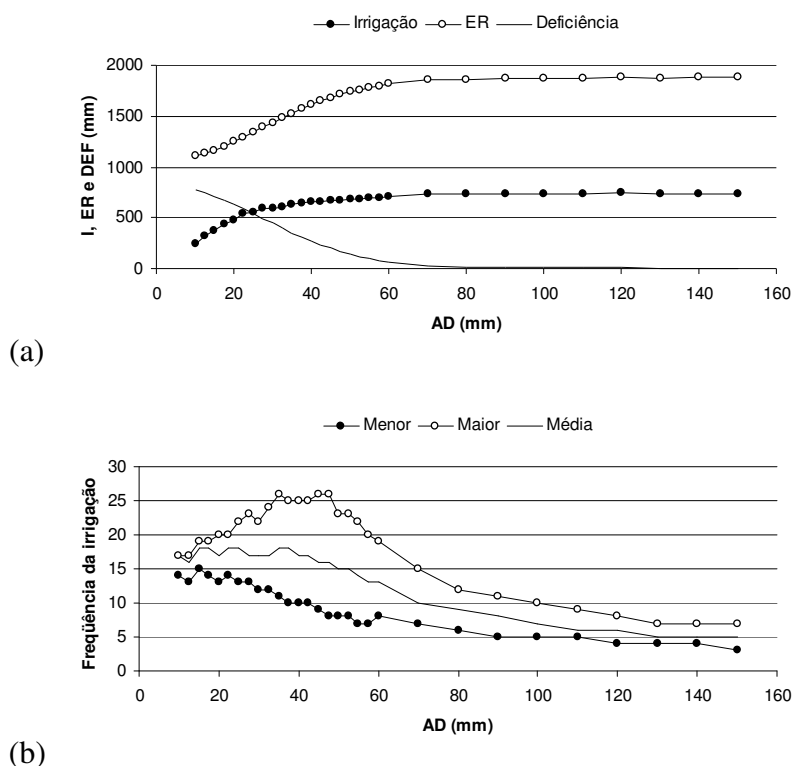 Irrigação ER Deficiência
I, ER e DEF (mm)
2000
1500
1000
500
0
0 20 40 60 80 100 120 140 160
AD (mm)
(a)
Menor Maior Média
Freqüência da irrigação
30
25
20
15
10
5
0
0 20 40 60 80 100 120 140 160
AD (mm)
(b)